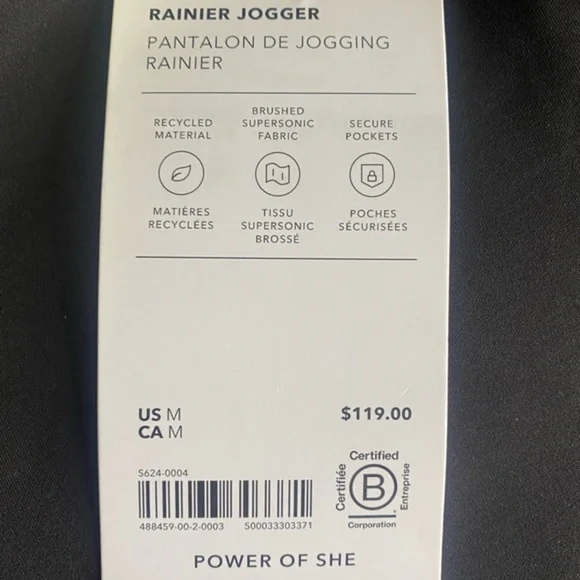 RAINIER JOGGER
PANTALON DE JOGGING
RAINIER
RECYCLED
MATERIAL
BRUSHED
SUPERSONIC
FABRIC
SECURE
POCKETS
MATIÈRES
RECYCLÉES
TISSU
SUPERSONIC
BROSSÉ
POCHES
SÉCURISÉES
US M
CA M
$119.00
S624-0004
488459-00-2-0003 500033303371
Certified
Certifiée
B
Entreprise
Corporation
POWER OF SHE